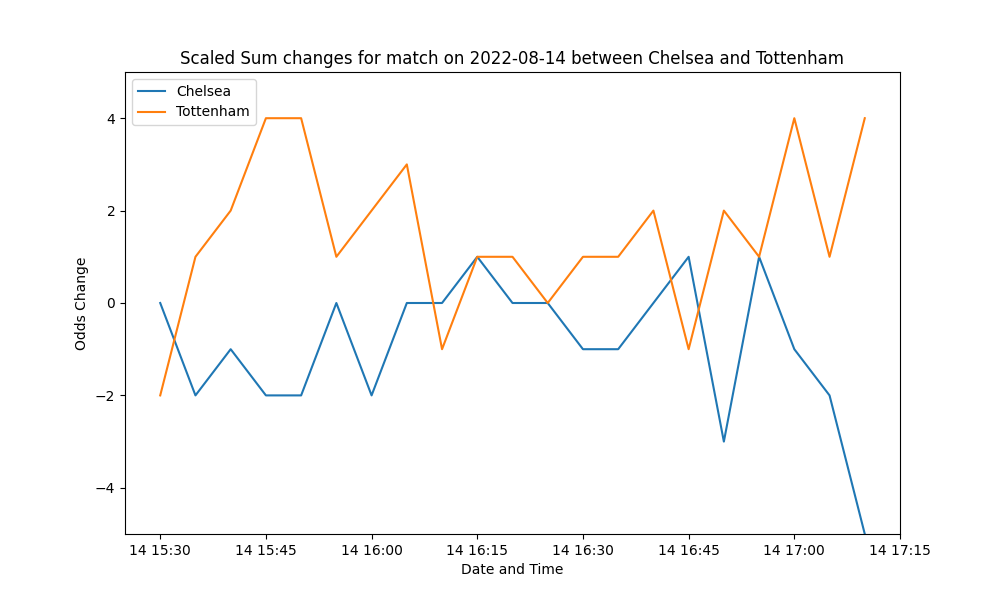 Scaled Sum changes for match on 2022-08-14 between Chelsea and Tottenham
Chelsea
Tottenham
Odds Change
4
2
0
−2
−4
14 15:30 14 15:45 14 16:00 14 16:15 14 16:30 14 16:45 14 17:00 14 17:15
Date and Time